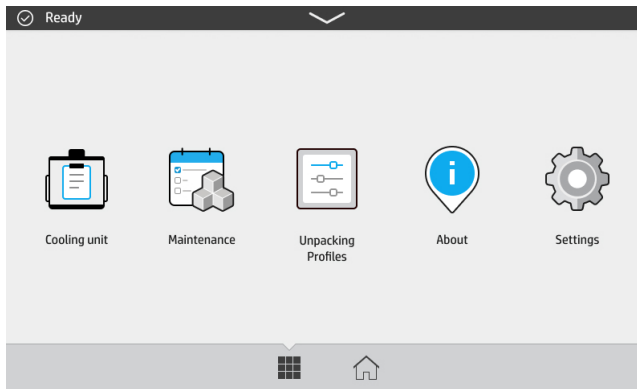 Ready
Cooling unit
Maintenance
Unpacking
Profiles
About
Settings